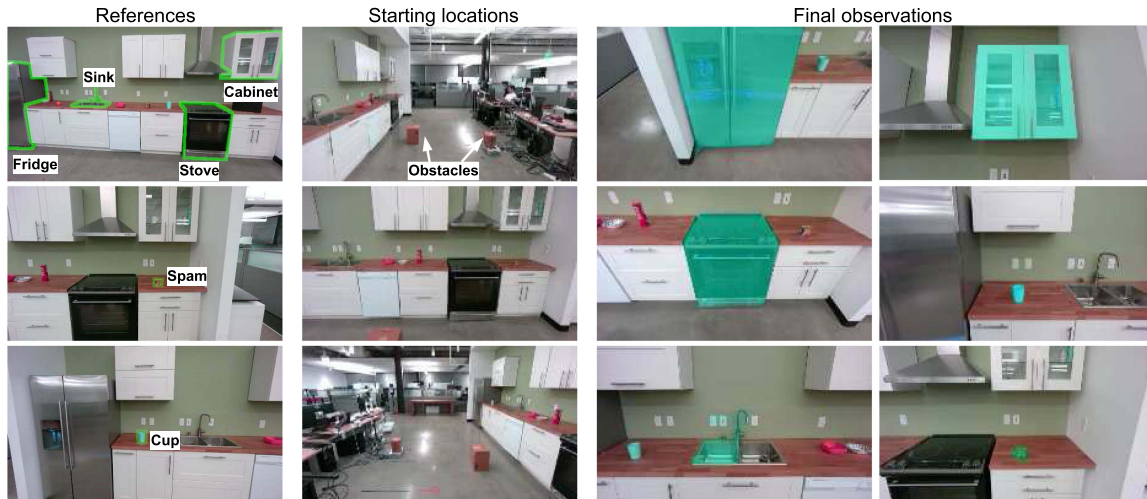 References
Starting locations
Final observations
Sink
Cabinet
Fridge
Stove
Obstacles
Spam
Cup